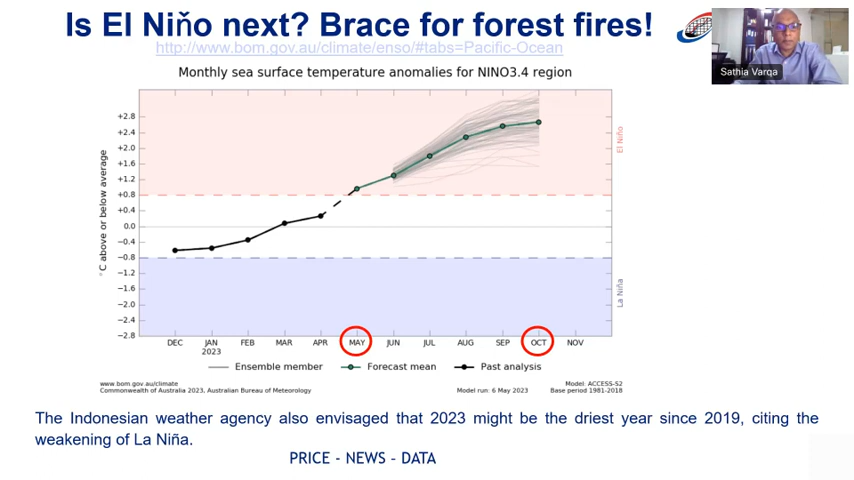 Is El Niňo next? Brace for forest fires!
http://www.bom.gov.au/climate/enso/#tabs=Pacific-Ocean
Sathia Varqa
Monthly sea surface temperature anomalies for NINO3.4 region
°C above or below average
+2.8
+2.4
+2.0
+1.6
+1.2
+0.8
+0.4
0.0
−0.4
−0.8
−1.2
−1.6
−2.0
−2.4
−2.8
El Niño
La Niña
DEC JAN FEB MAR APR MAY JUN JUL AUG SEP OCT NOV
2023
Ensemble member Forecast mean Past analysis
www.bom.gov.au/climate Model: ACCESS-S2
Commonwealth of Australia 2023, Australian Bureau of Meteorology Model run: 6 May 2023 Base period 1981-2018
The Indonesian weather agency also envisaged that 2023 might be the driest year since 2019, citing the
weakening of La Niña.
PRICE - NEWS - DATA